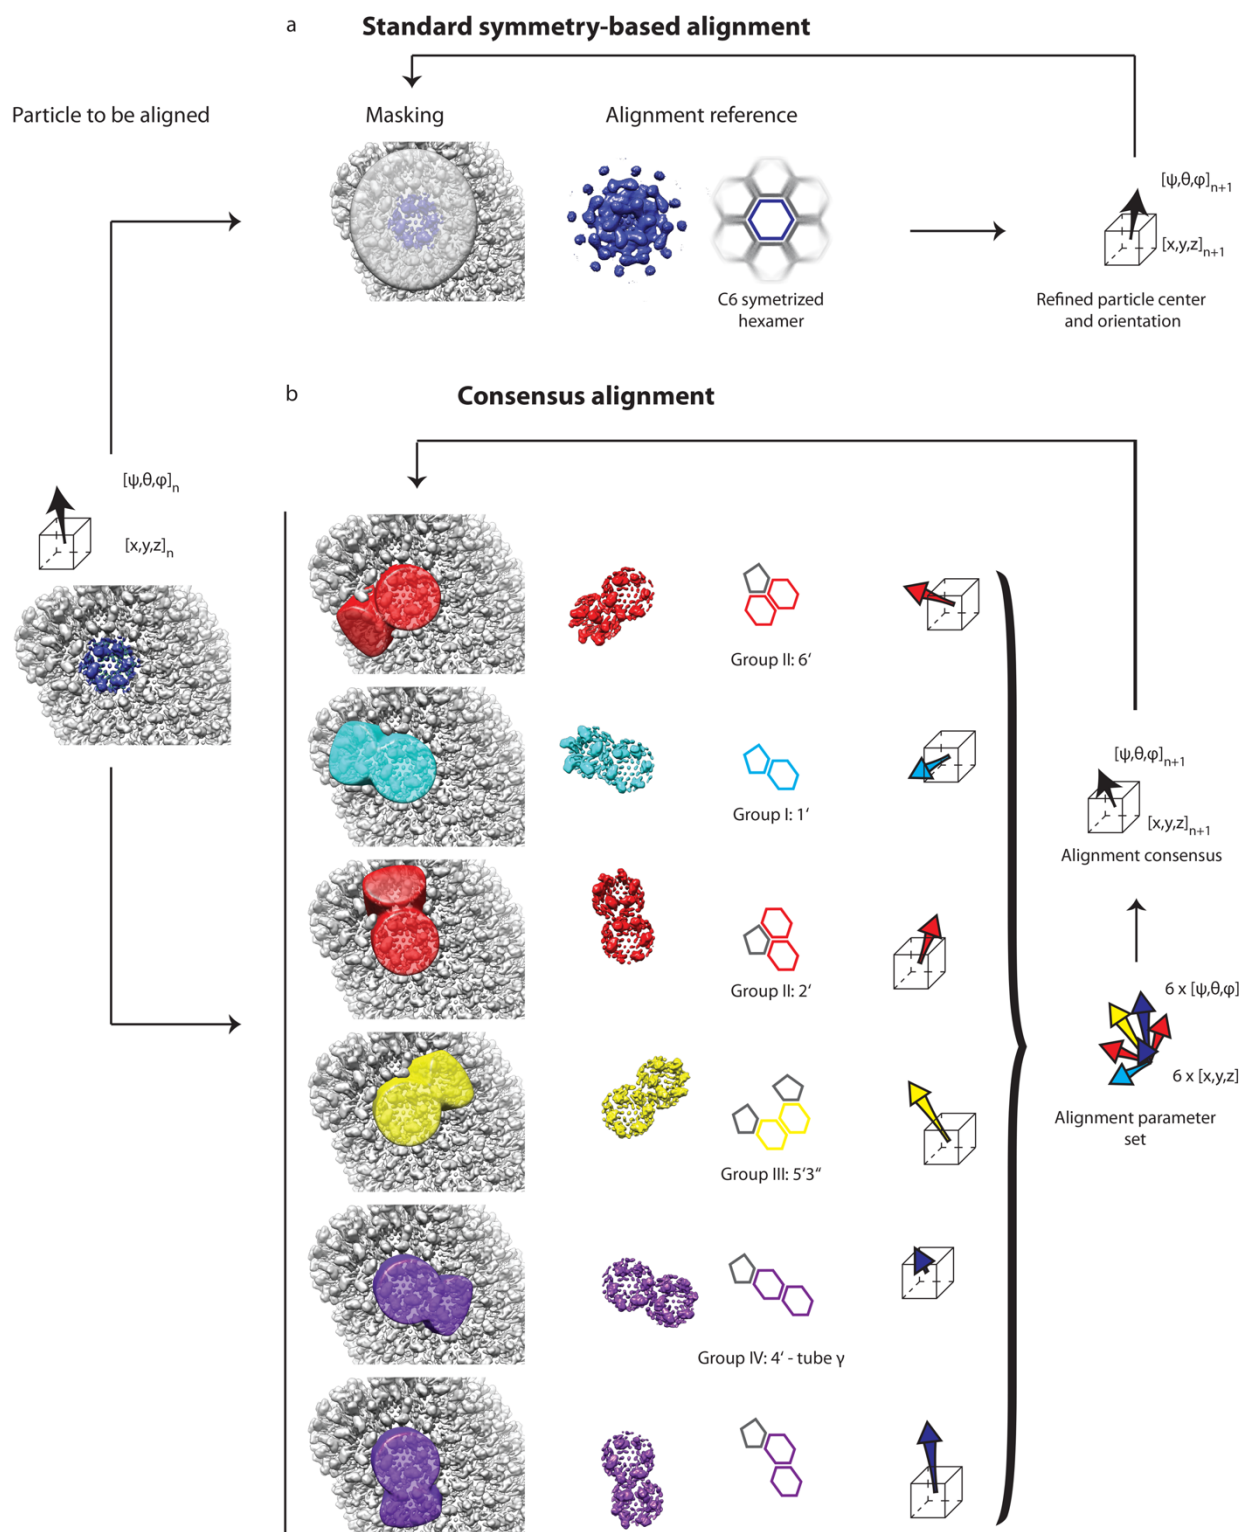 a
Standard symmetry-based alignment
Particle to be aligned
Masking
Alignment reference
[ψ,θ,φ]n+1
[x,y,z]n+1
C6 symetrized
hexamer
Refined particle center
and orientation
b
Consensus alignment
[ψ,θ,φ]n
[x,y,z]n
Group II: 6‘
Group I: 1‘
Group II: 2‘
Group III: 5‘3“
Group IV: 4‘ - tube γ
[ψ,θ,φ]n+1
[x,y,z]n+1
Alignment consensus
6 x [ψ,θ,φ]
6 x [x,y,z]
Alignment parameter
set